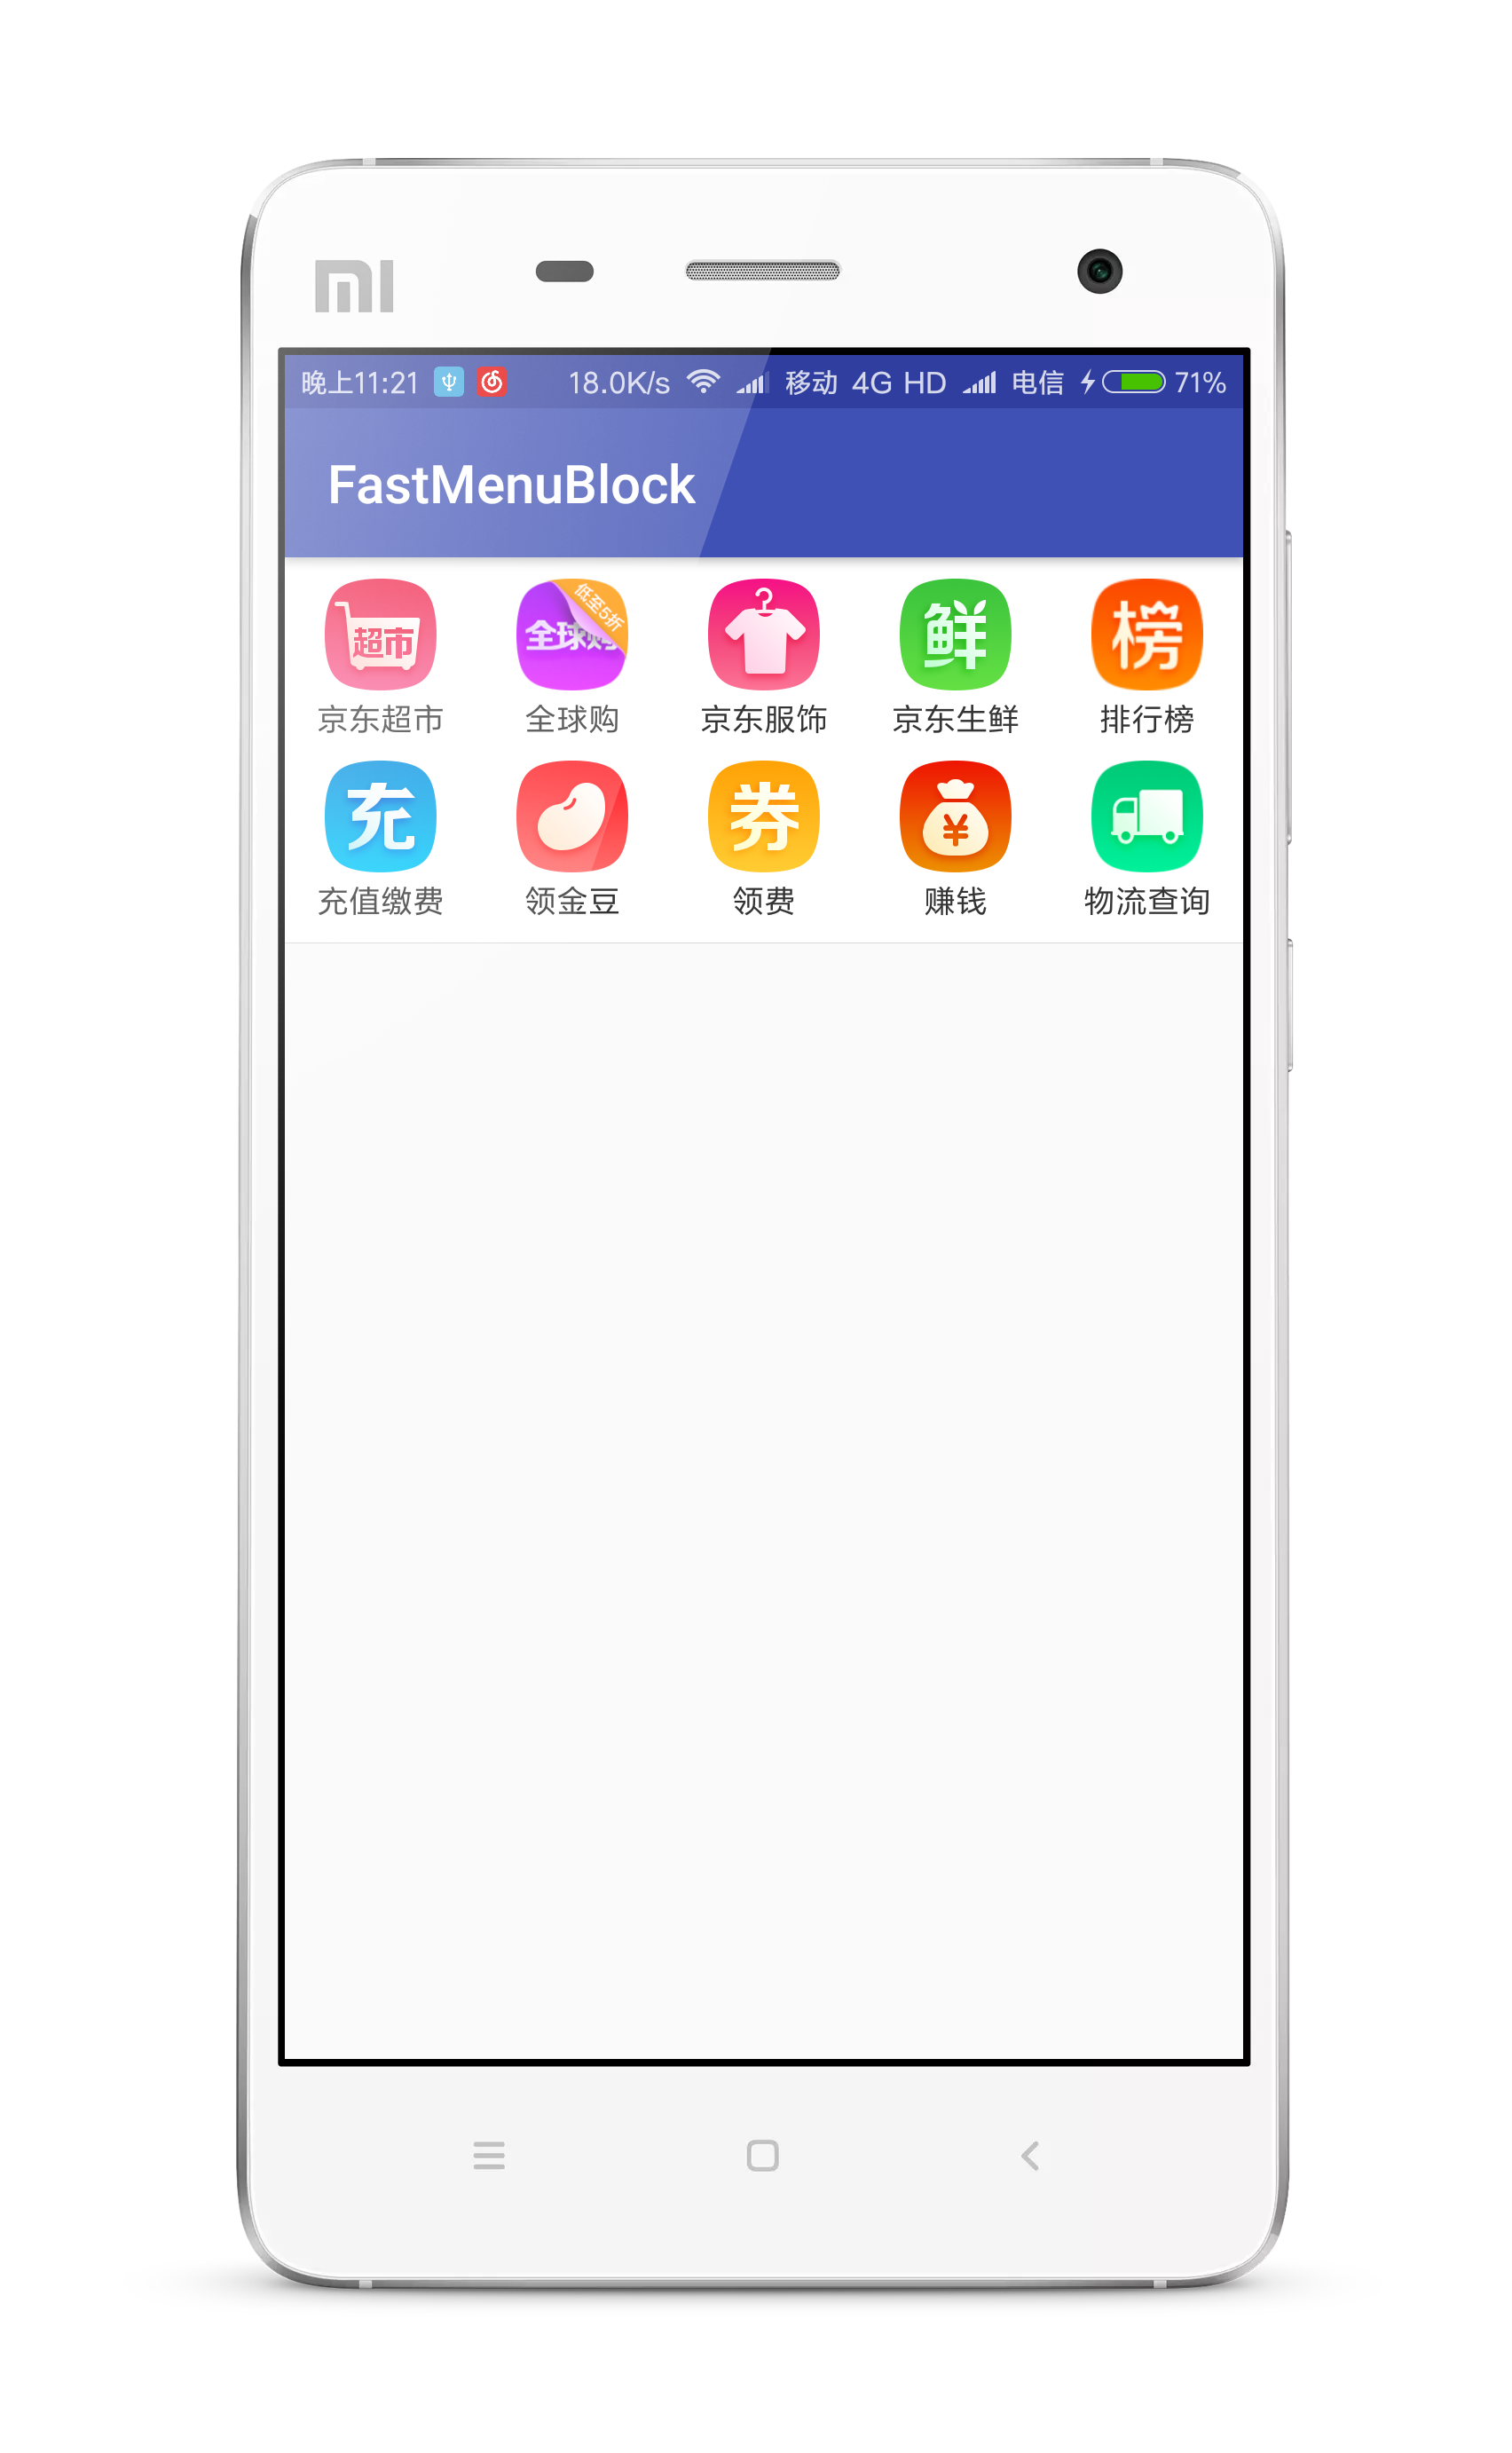 MI
晚上11:21 18.0K/s 移动 4G HD 电信 71%
FastMenuBlock
超市 全球购 低至5折 鲜 榜
京东超市 全球购 京东服饰 京东生鲜 排行榜
充 券 ¥
充值缴费 领金豆 领费 赚钱 物流查询